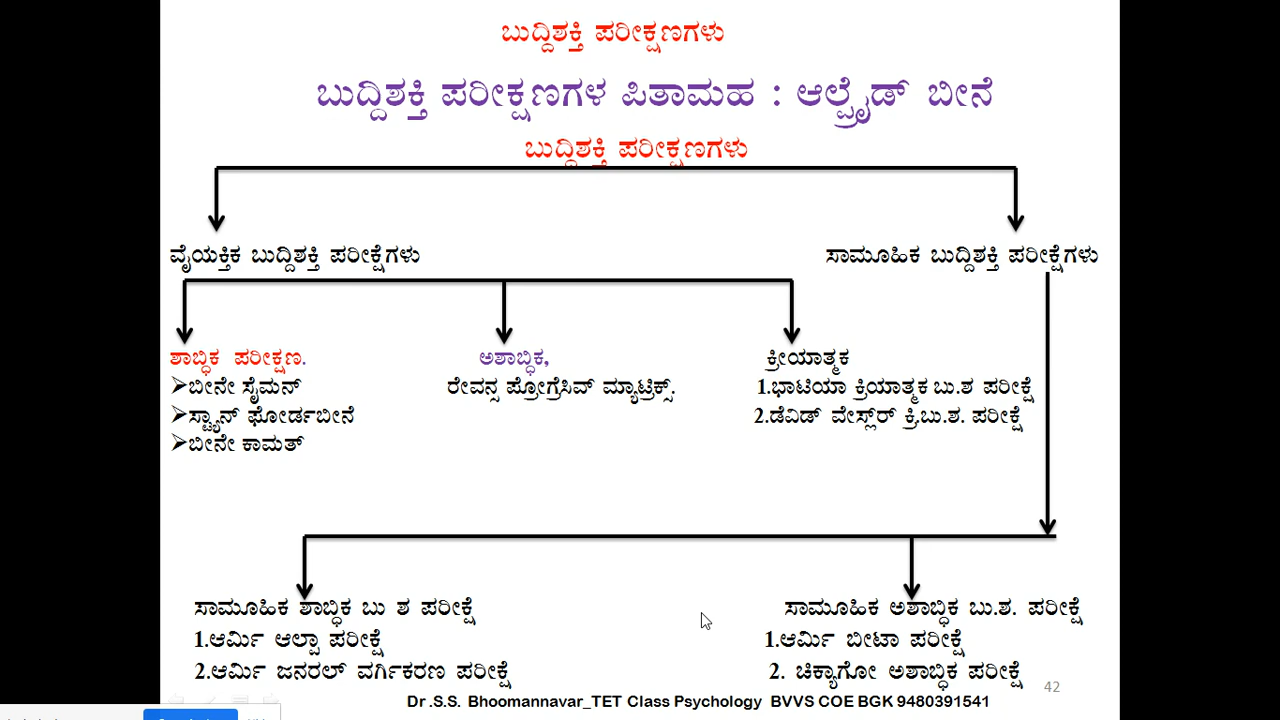 ಬುದ್ದಿಶಕ್ತಿ ಪರೀಕ್ಷಣಗಳು
ಬುದ್ದಿಶಕ್ತಿ ಪರೀಕ್ಷಣಗಳ ಪಿತಾಮಹ : ಆಲ್ಪ್ರೈಡ್ ಬೀನೆ
ಬುದ್ದಿಶಕ್ತಿ ಪರೀಕ್ಷಣಗಳು
ವೈಯಕ್ತಿಕ ಬುದ್ದಿಶಕ್ತಿ ಪರೀಕ್ಷೆಗಳು
ಸಾಮೂಹಿಕ ಬುದ್ದಿಶಕ್ತಿ ಪರೀಕ್ಷೆಗಳು
ಶಾಬ್ಧಿಕ ಪರೀಕ್ಷಣ.
➢ಬೀನೇ ಸೈಮನ್
➢ಸ್ಟ್ಯಾನ್ ಫೋರ್ಡಬೀನೆ
➢ಬೀನೇ ಕಾಮತ್
ಅಶಾಬ್ಧಿಕ,
ರೇವನ್ಸ ಪ್ರೋಗ್ರೆಸಿವ್ ಮ್ಯಾಟ್ರಿಕ್ಸ್.
ಕ್ರೀಯಾತ್ಮಕ
1.ಭಾಟಿಯಾ ಕ್ರಿಯಾತ್ಮಕ ಬು.ಶ ಪರೀಕ್ಷೆ
2.ಡೆವಿಡ್ ವೇಸ್ಲರ್ ಕ್ರಿ.ಬು.ಶ. ಪರೀಕ್ಷೆ
ಸಾಮೂಹಿಕ ಶಾಬ್ಧಿಕ ಬು ಶ ಪರೀಕ್ಷೆ
1.ಆರ್ಮಿ ಆಲ್ಪಾ ಪರೀಕ್ಷೆ
2.ಆರ್ಮಿ ಜನರಲ್ ವರ್ಗಿಕರಣ ಪರೀಕ್ಷೆ
ಸಾಮೂಹಿಕ ಅಶಾಬ್ಧಿಕ ಬು.ಶ. ಪರೀಕ್ಷೆ
1.ಆರ್ಮಿ ಬೀಟಾ ಪರೀಕ್ಷೆ
2. ಚಿಕ್ಯಾಗೋ ಅಶಾಬ್ಧಿಕ ಪರೀಕ್ಷೆ
42
Dr .S.S. Bhoomannavar_TET Class Psychology BVVS COE BGK 9480391541